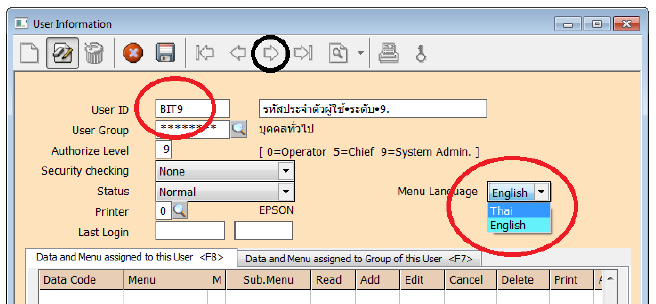 User Information
User ID BIT9 รหัสประจำตัวผู้ใช้•ระดับ•9.
User Group ******** บุคคลทั่วไป
Authorize Level 9 [ 0=Operator 5=Chief 9=System Admin. ]
Security checking None
Status Normal Menu Language English
Thai
English
Printer 0 EPSON
Last Login
Data and Menu assigned to this User <F8> Data and Menu assigned to Group of this User <F7>
Data Code Menu M Sub.Menu Read Add Edit Cancel Delete Print A